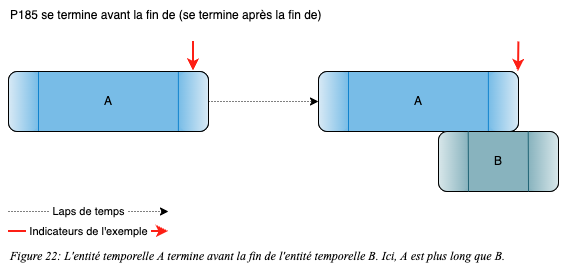 P185 se termine avant la fin de (se termine après la fin de)
A
A
B
Laps de temps
Indicateurs de l'exemple
Figure 22: L'entité temporelle A termine avant la fin de l'entité temporelle B. Ici, A est plus long que B.